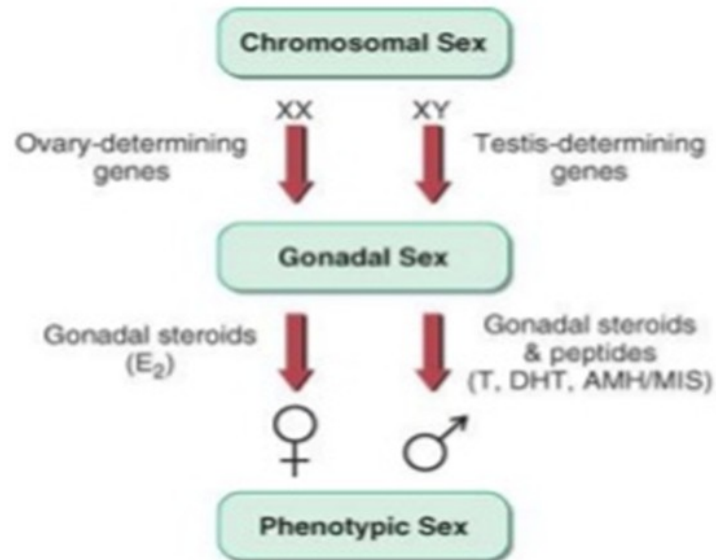 Chromosomal Sex
XX
XY
Ovary-determining
genes
Testis-determining
genes
Gonadal Sex
Gonadal steroids
(E₂)
Gonadal steroids
& peptides
(T, DHT, AMH/MIS)
Phenotypic Sex